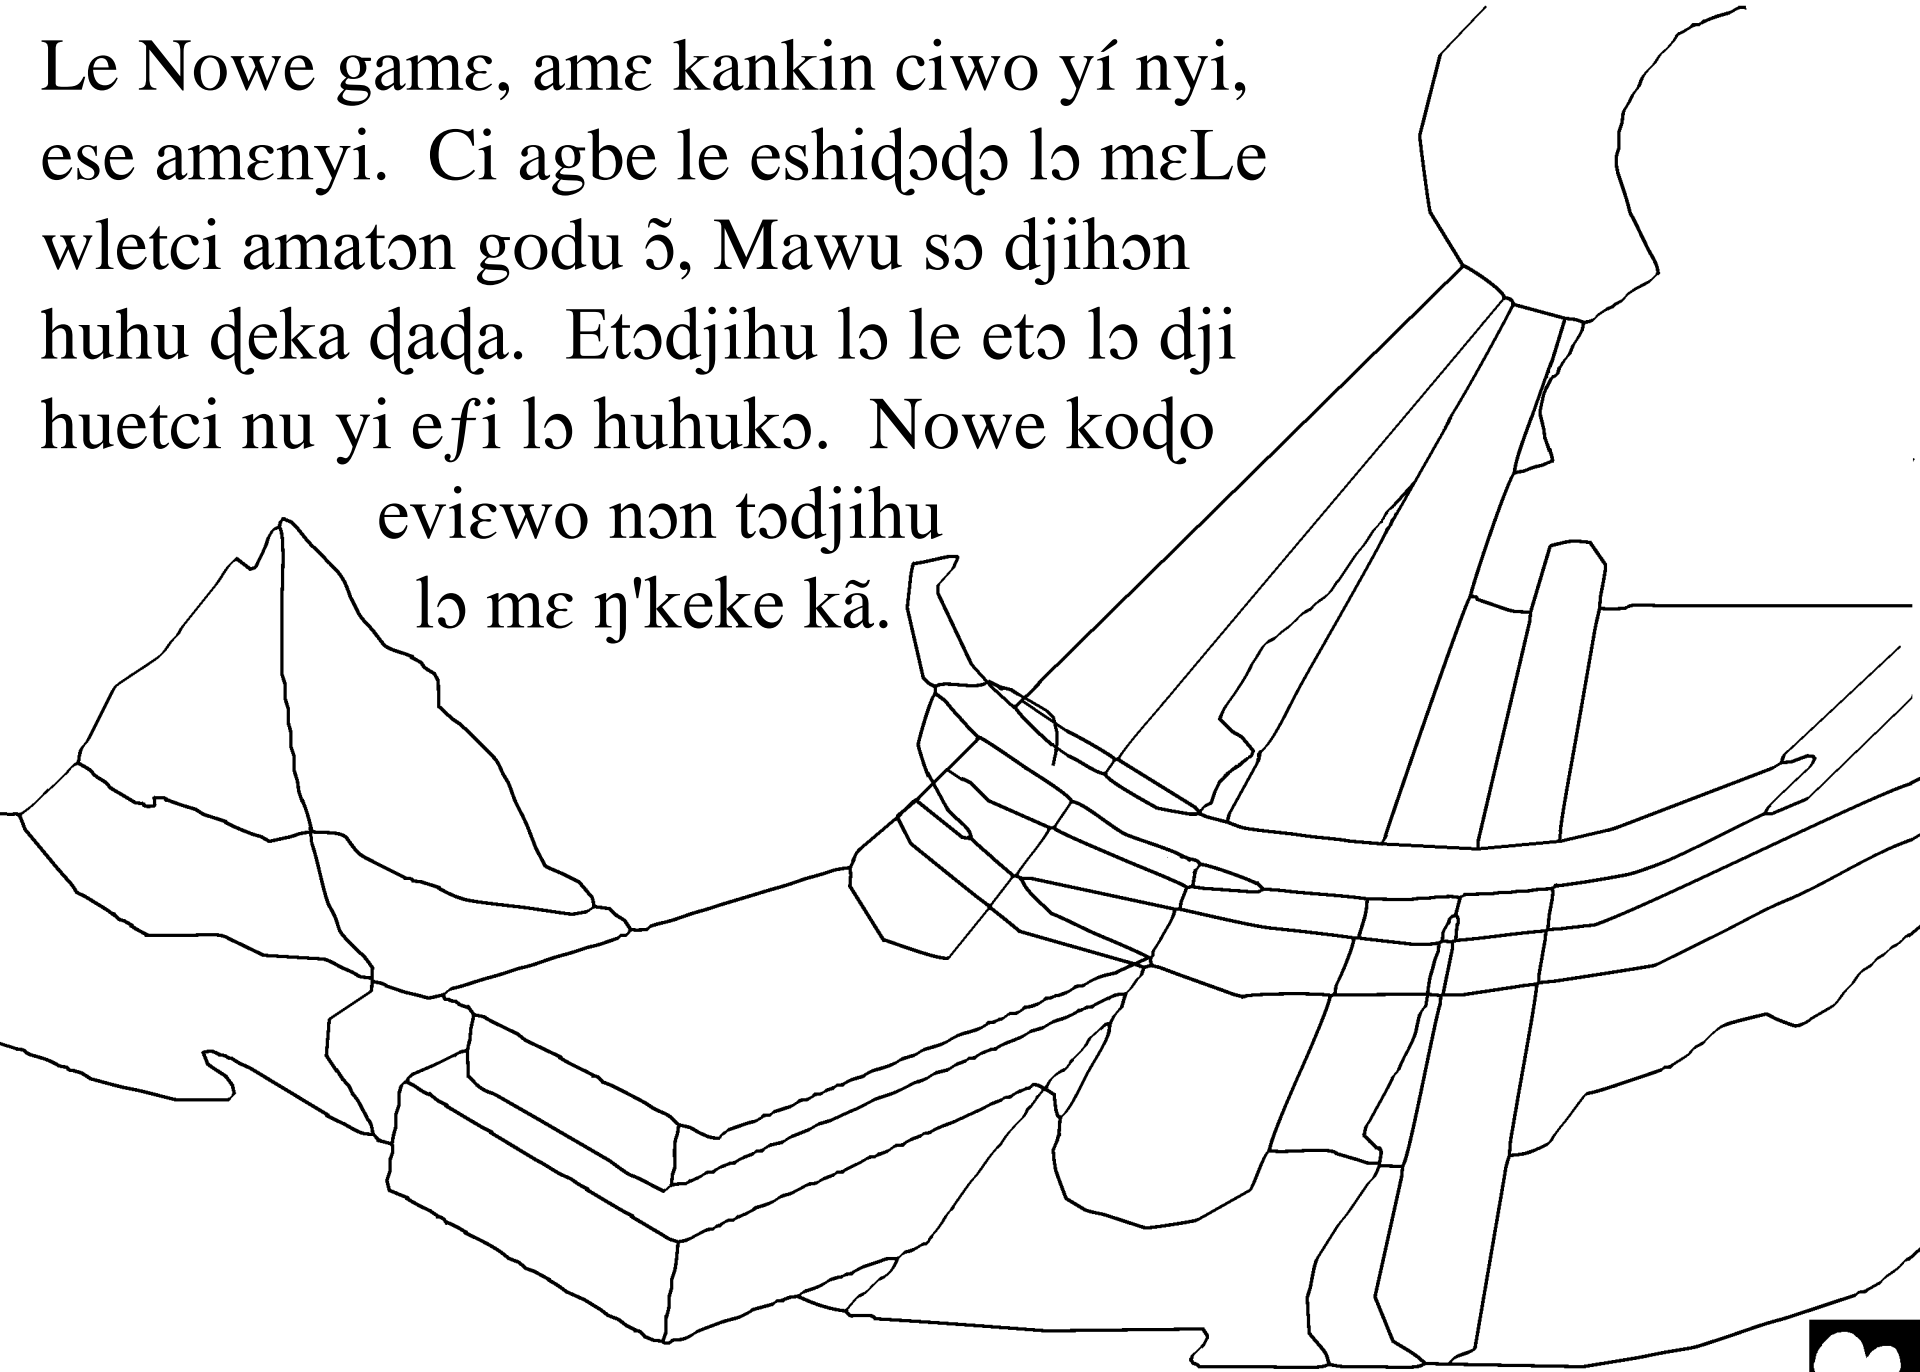 Le Nowe gamɛ, amɛ kankin ciwo yí nyi,
ese amɛnyi.  Ci agbe le eshiɖɔɖɔ lɔ mɛLe
wletci amatɔn godu ɔ̃, Mawu sɔ djihɔn
huhu ɖeka ɖaɖa.  Etɔdjihu lɔ le etɔ lɔ dji
huetci nu yi eƒi lɔ huhukɔ.  Nowe koɖo
eviɛwo nɔn tɔdjihu
lɔ mɛ ŋ'keke kã.